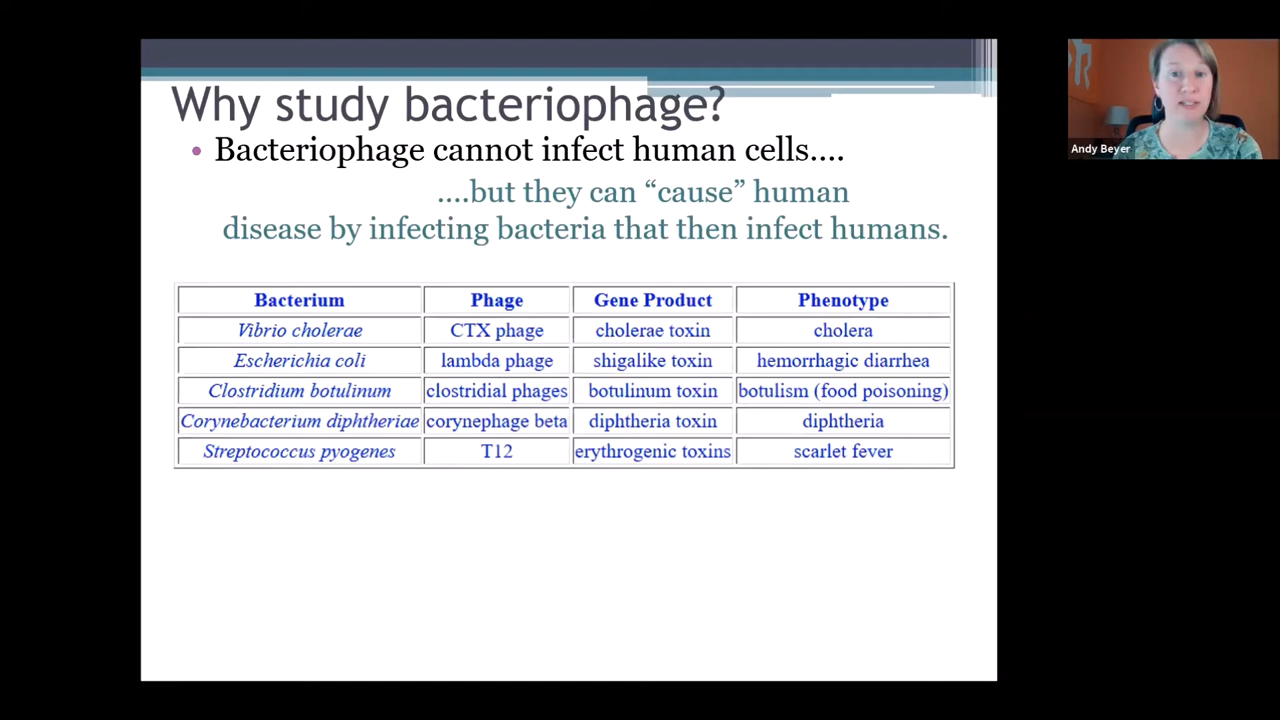 Why study bacteriophage?
• Bacteriophage cannot infect human cells....
....but they can “cause” human
disease by infecting bacteria that then infect humans.
Bacterium Phage Gene Product Phenotype
Vibrio cholerae CTX phage cholerae toxin cholera
Escherichia coli lambda phage shigalike toxin hemorrhagic diarrhea
Clostridium botulinum clostridial phages botulinum toxin botulism (food poisoning)
Corynebacterium diphtheriae corynephage beta diphtheria toxin diphtheria
Streptococcus pyogenes T12 erythrogenic toxins scarlet fever
Andy Beyer